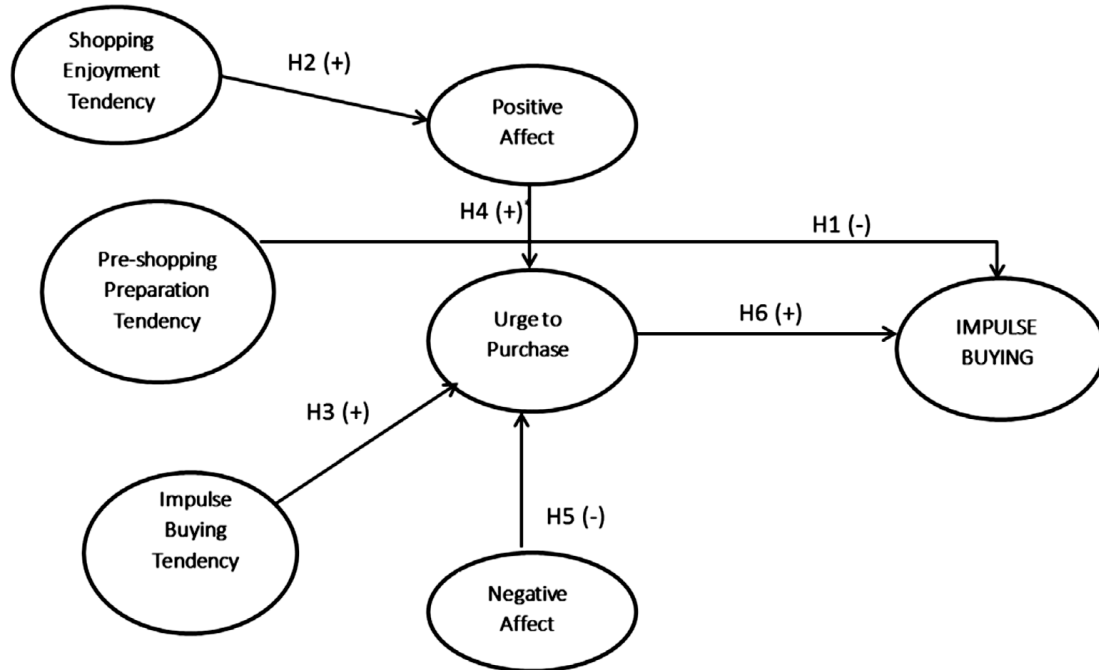 Shopping
Enjoyment
Tendency
H2 (+)
Positive
Affect
H4 (+)
H1 (-)
Pre-shopping
Preparation
Tendency
Urge to
Purchase
H6 (+)
IMPULSE
BUYING
H3 (+)
Impulse
Buying
Tendency
H5 (-)
Negative
Affect